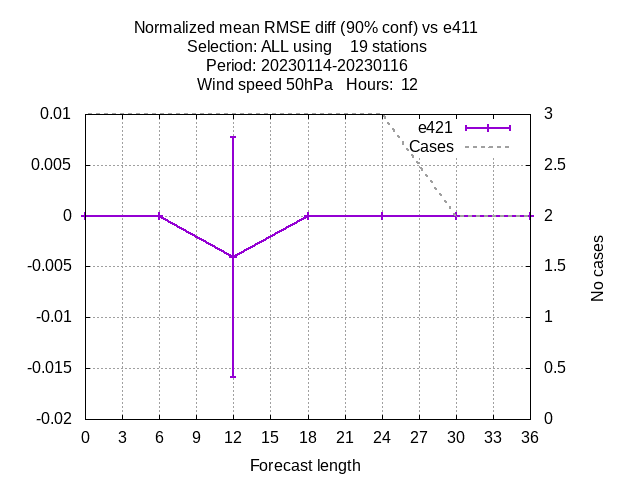 Normalized mean RMSE diff (90% conf) vs e411
Selection: ALL using    19 stations
Period: 20230114-20230116
Wind speed 50hPa   Hours:  12
0.01
0.005
0
-0.005
-0.01
-0.015
-0.02
e421
Cases
3
2.5
2
1.5
1
0.5
0
No cases
0 3 6 9 12 15 18 21 24 27 30 33 36
Forecast length